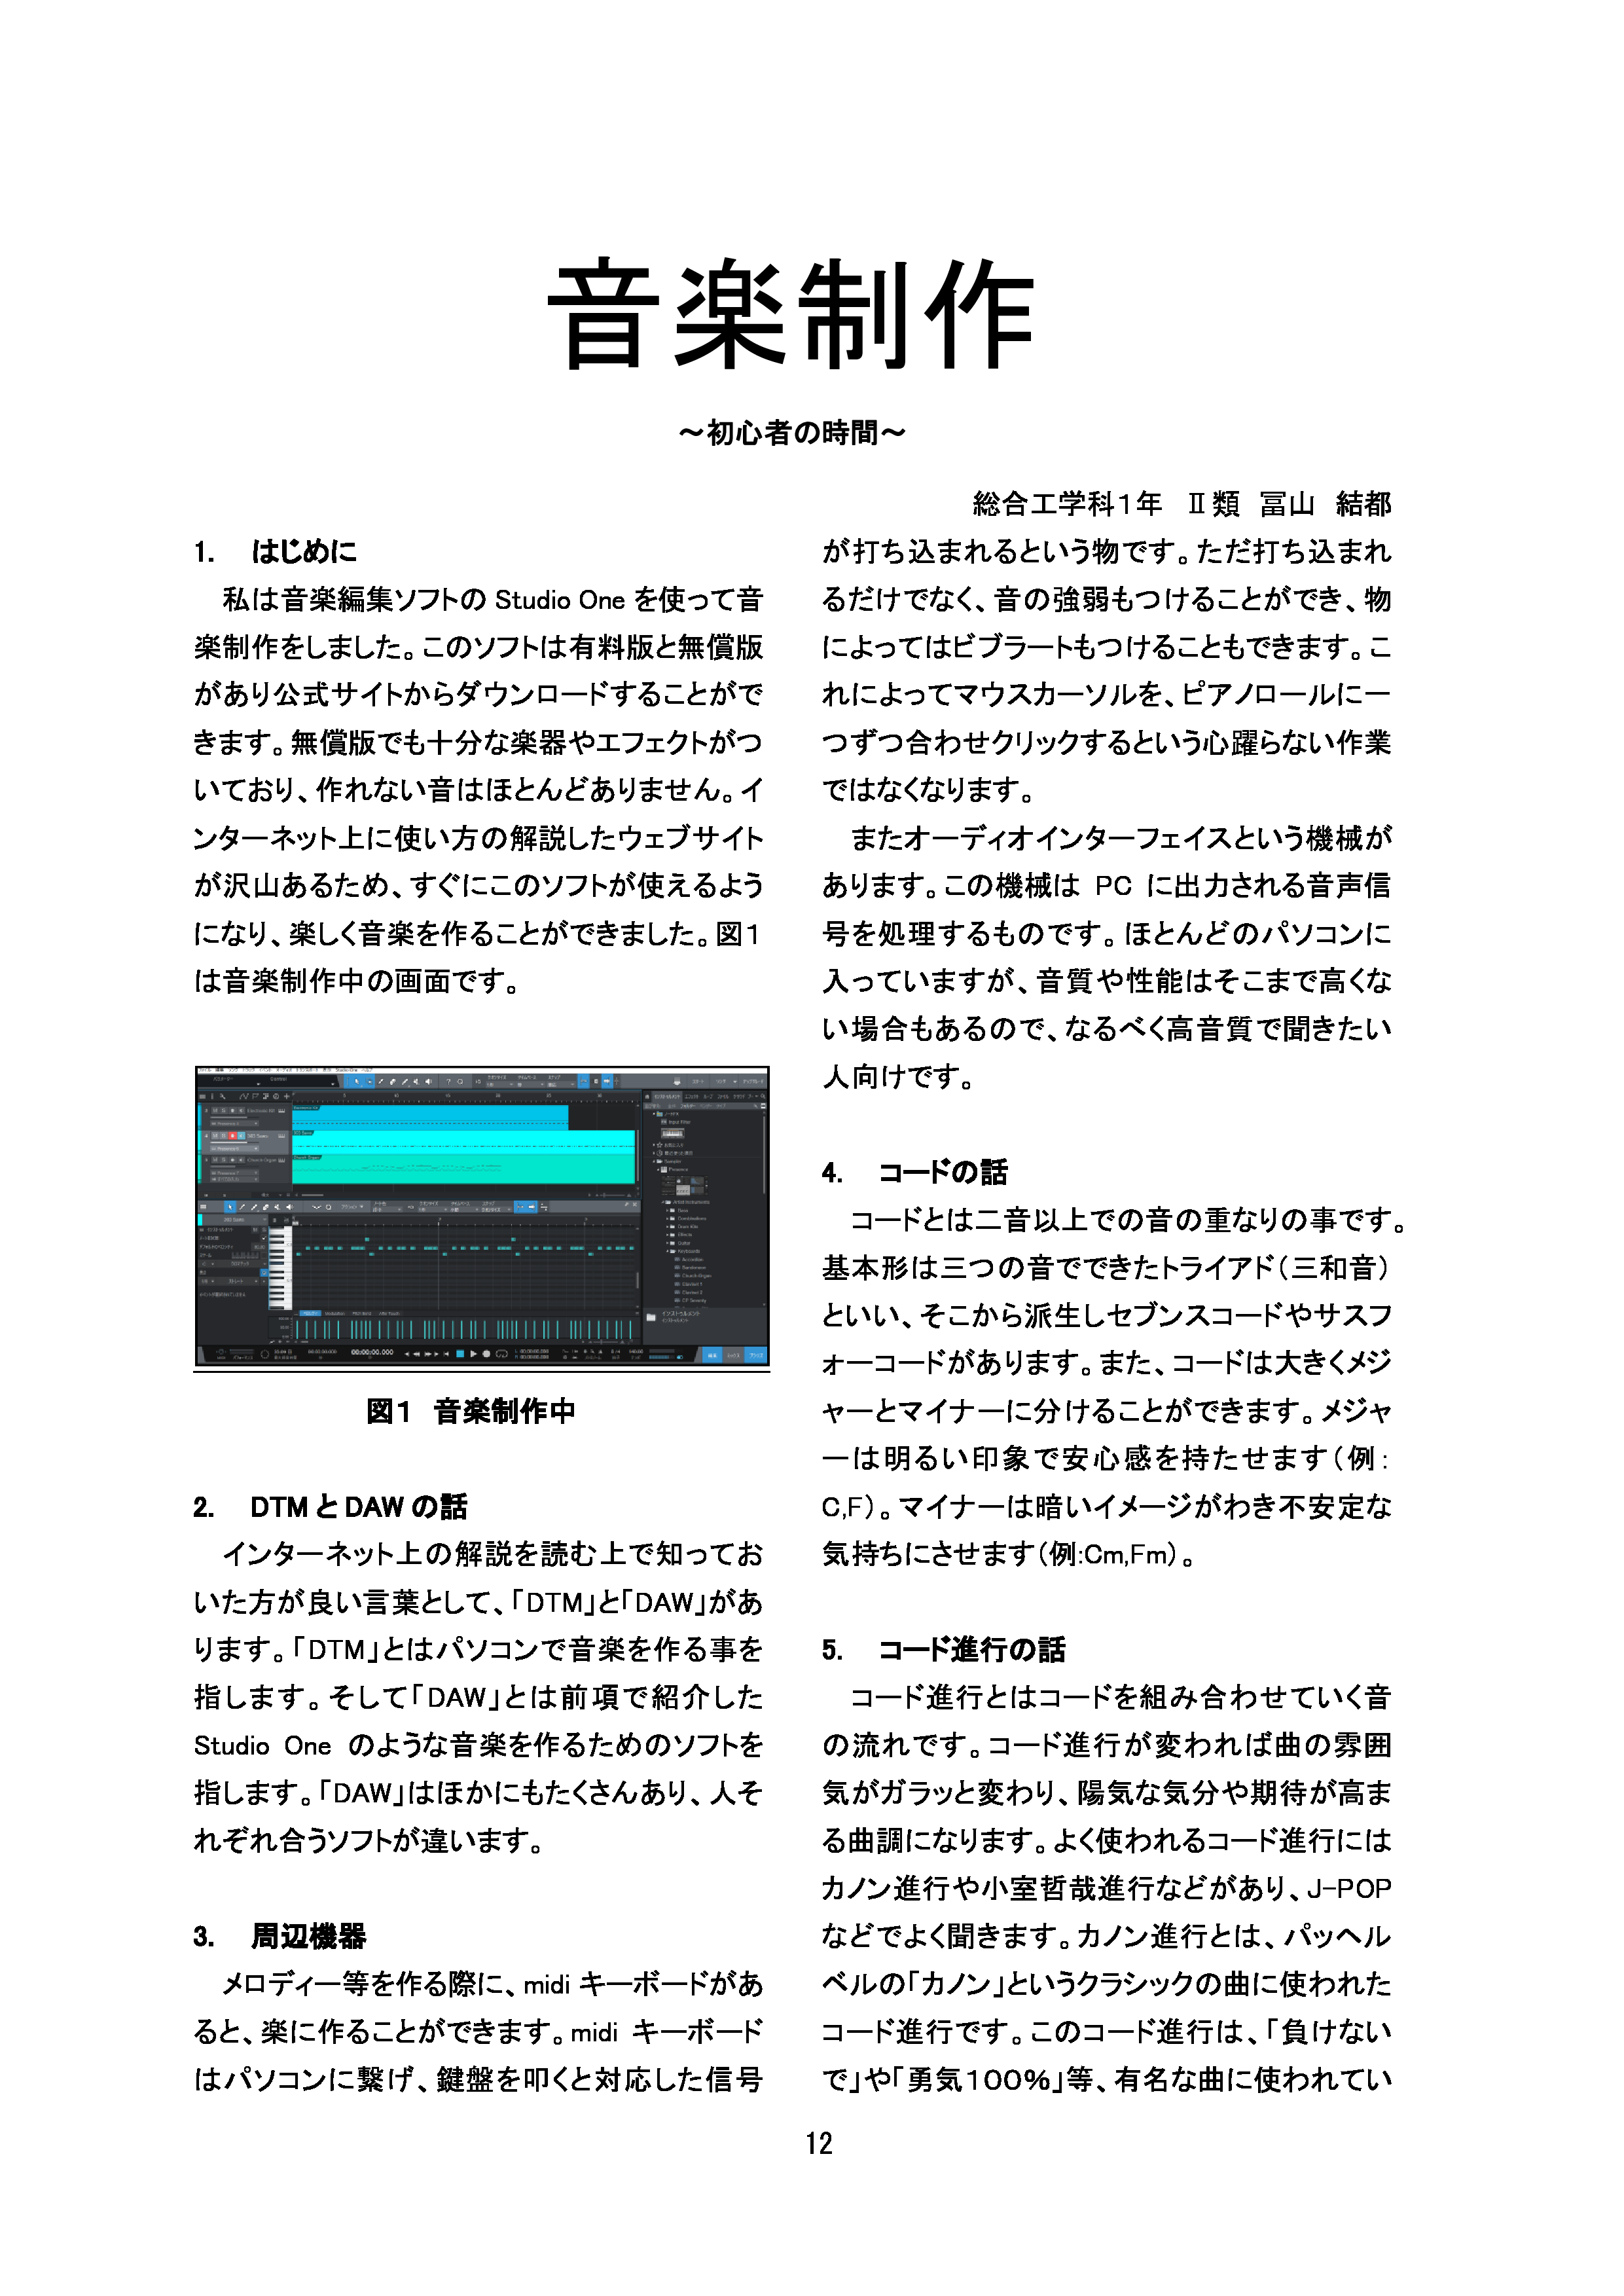 音楽制作
～初心者の時間～
総合工学科1年　Ⅱ類　冨山　結都
1.　はじめに
　私は音楽編集ソフトの Studio One を使って音
楽制作をしました。このソフトは有料版と無償版
があり公式サイトからダウンロードすることがで
きます。無償版でも十分な楽器やエフェクトがつ
いており、作れない音はほとんどありません。イ
ンターネット上に使い方の解説したウェブサイト
が沢山あるため、すぐにこのソフトが使えるよう
になり、楽しく音楽を作ることができました。図1
は音楽制作中の画面です。
00:00:00.000
図1　音楽制作中
2.　DTM と DAW の話
　インターネット上の解説を読む上で知ってお
いた方が良い言葉として、「DTM」と「DAW」があ
ります。「DTM」とはパソコンで音楽を作る事を
指します。そして「DAW」とは前項で紹介した
Studio One のような音楽を作るためのソフトを
指します。「DAW」はほかにもたくさんあり、人そ
れぞれ合うソフトが違います。
3.　周辺機器
　メロディー等を作る際に、midi キーボードがあ
ると、楽に作ることができます。midi キーボード
はパソコンに繋げ、鍵盤を叩くと対応した信号
が打ち込まれるという物です。ただ打ち込まれ
るだけでなく、音の強弱もつけることができ、物
によってはビブラートもつけることもできます。こ
れによってマウスカーソルを、ピアノロールに一
つずつ合わせクリックするという心躍らない作業
ではなくなります。
　またオーディオインターフェイスという機械が
あります。この機械は PC に出力される音声信
号を処理するものです。ほとんどのパソコンに
入っていますが、音質や性能はそこまで高くな
い場合もあるので、なるべく高音質で聞きたい
人向けです。
4.　コードの話
　コードとは二音以上での音の重なりの事です。
基本形は三つの音でできたトライアド（三和音）
といい、そこから派生しセブンスコードやサスフ
ォーコードがあります。また、コードは大きくメジ
ャーとマイナーに分けることができます。メジャ
ーは明るい印象で安心感を持たせます（例：
C,F）。マイナーは暗いイメージがわき不安定な
気持ちにさせます（例:Cm,Fm）。
5.　コード進行の話
　コード進行とはコードを組み合わせていく音
の流れです。コード進行が変われば曲の雰囲
気がガラッと変わり、陽気な気分や期待が高ま
る曲調になります。よく使われるコード進行には
カノン進行や小室哲哉進行などがあり、J-POP
などでよく聞きます。カノン進行とは、パッヘル
ベルの「カノン」というクラシックの曲に使われた
コード進行です。このコード進行は、「負けない
で」や「勇気100％」等、有名な曲に使われてい
12